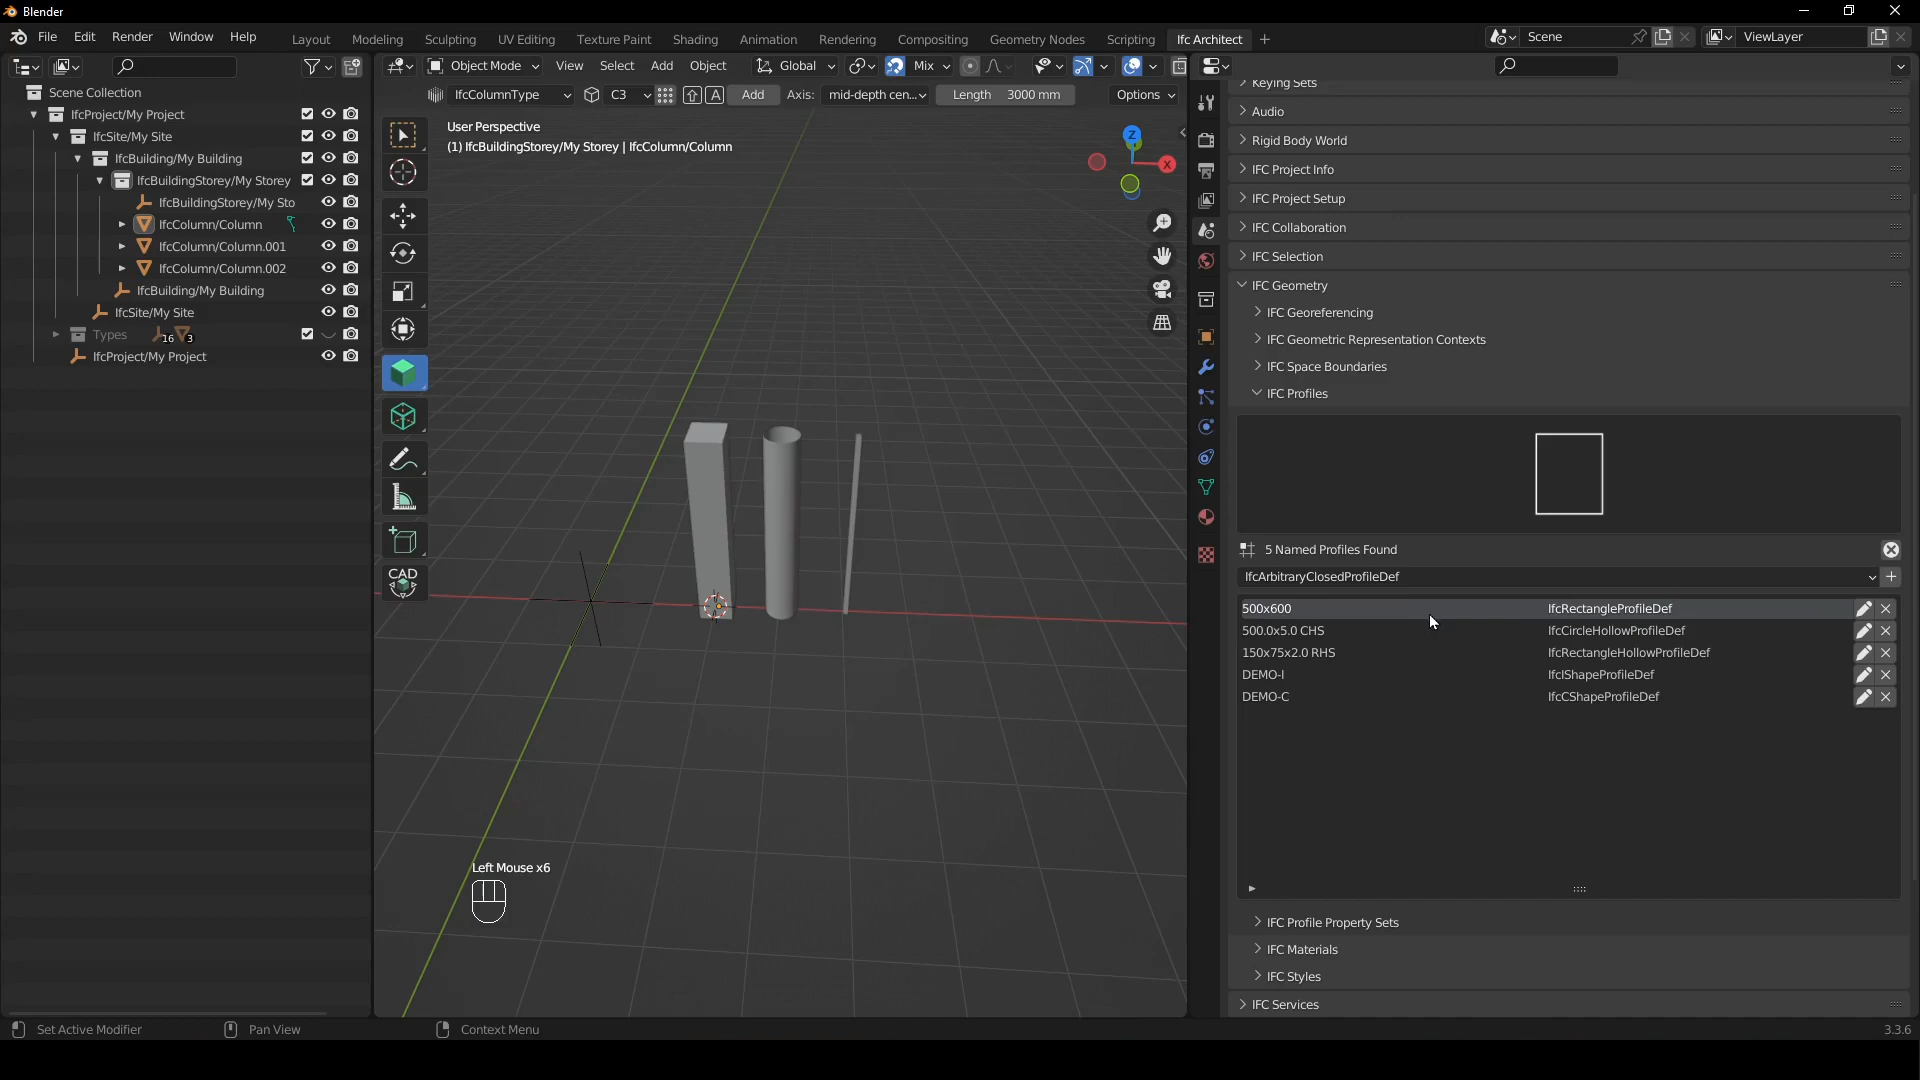 Blender
File Edit Render Window Help
Layout Modeling Sculpting UV Editing Texture Paint Shading Animation Rendering Compositing Geometry Nodes Scripting Ifc Architect +
Scene
ViewLayer
Object Mode View Select Add Object Global Mix
IfcColumnType C3 A Add Axis: mid-depth cen... Length 3000 mm Options
Scene Collection
IfcProject/My Project
IfcSite/My Site
IfcBuilding/My Building
IfcBuildingStorey/My Storey
IfcBuildingStorey/My Sto
IfcColumn/Column
IfcColumn/Column.001
IfcColumn/Column.002
IfcBuilding/My Building
IfcSite/My Site
Types 16 3
IfcProject/My Project
User Perspective
(1) IfcBuildingStorey/My Storey | IfcColumn/Column
Z
X
CAD
Left Mouse x6
Keying Sets
Audio
Rigid Body World
IFC Project Info
IFC Project Setup
IFC Collaboration
IFC Selection
IFC Geometry
IFC Georeferencing
IFC Geometric Representation Contexts
IFC Space Boundaries
IFC Profiles
5 Named Profiles Found
IfcArbitraryClosedProfileDef
500x600 IfcRectangleProfileDef
500.0x5.0 CHS IfcCircleHollowProfileDef
150x75x2.0 RHS IfcRectangleHollowProfileDef
DEMO-I IfcIShapeProfileDef
DEMO-C IfcCShapeProfileDef
IFC Profile Property Sets
IFC Materials
IFC Styles
IFC Services
Set Active Modifier Pan View Context Menu 3.3.6